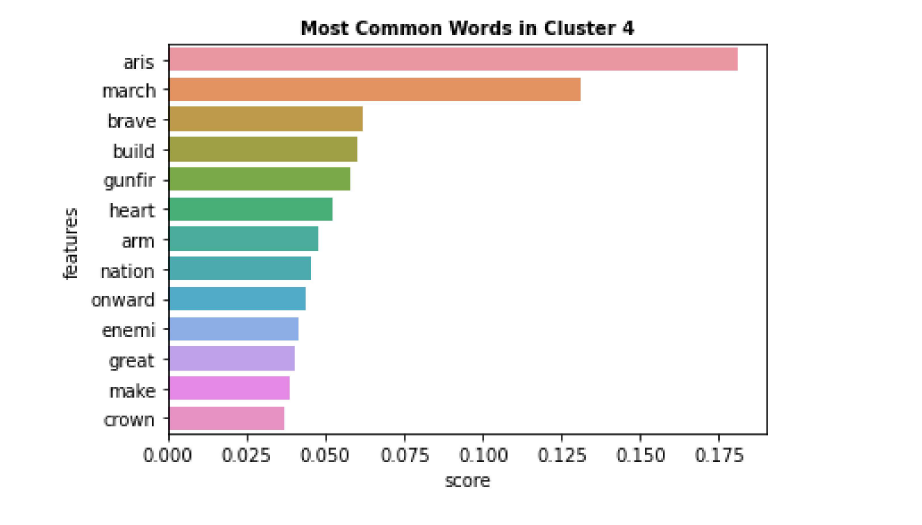 Most Common Words in Cluster 4
aris
march
brave
build
gunfir
heart
arm
nation
onward
enemi
great
make
crown
features
0.000 0.025 0.050 0.075 0.100 0.125 0.150 0.175
score